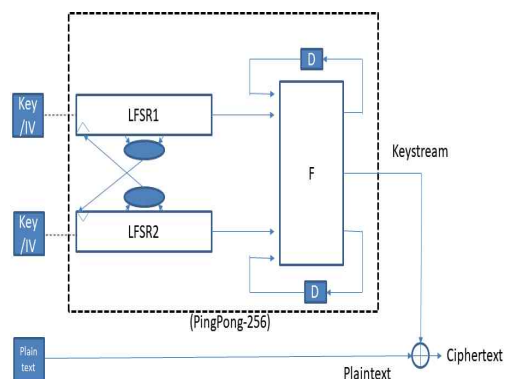 D
Key
/IV
LFSR1
Keystream
F
Key
/IV
LFSR2
D
(PingPong-256)
Plain
text
Plaintext
Ciphertext